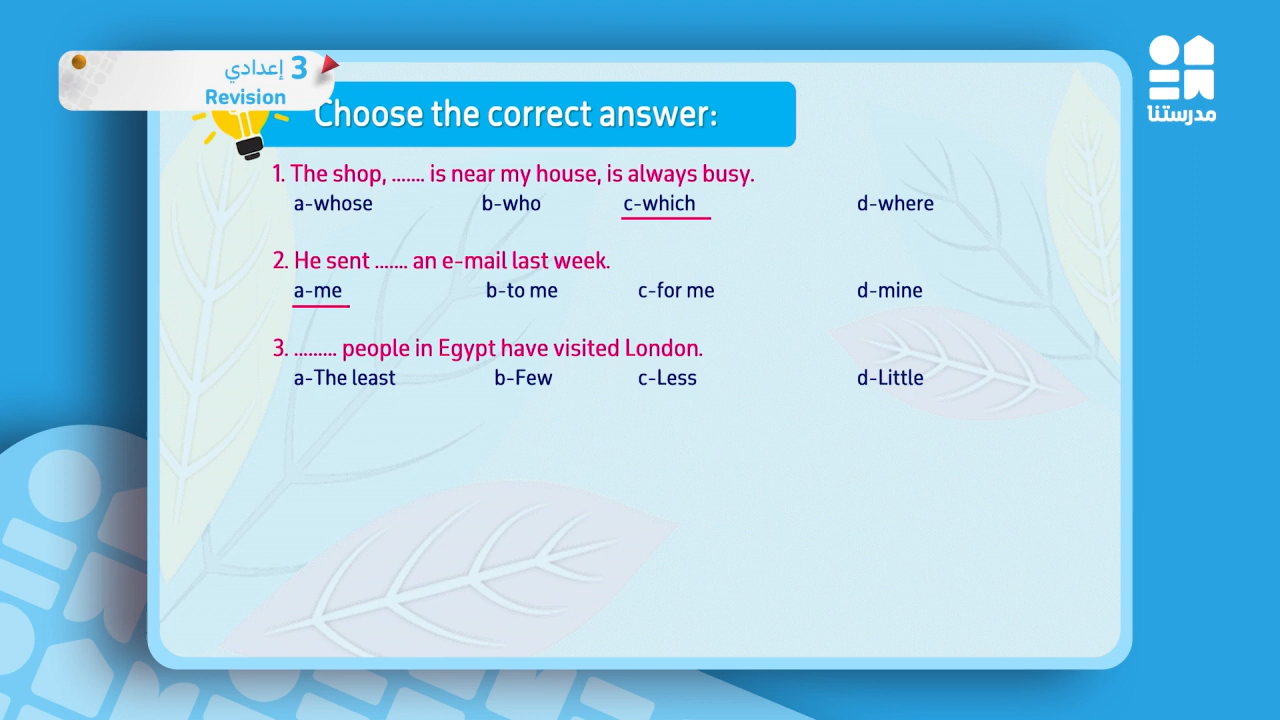 3 إعدادي
Revision
مدرستنا
Choose the correct answer:
1. The shop, ....... is near my house, is always busy.
a-whose b-who c-which d-where
2. He sent ....... an e-mail last week.
a-me b-to me c-for me d-mine
3. ......... people in Egypt have visited London.
a-The least b-Few c-Less d-Little